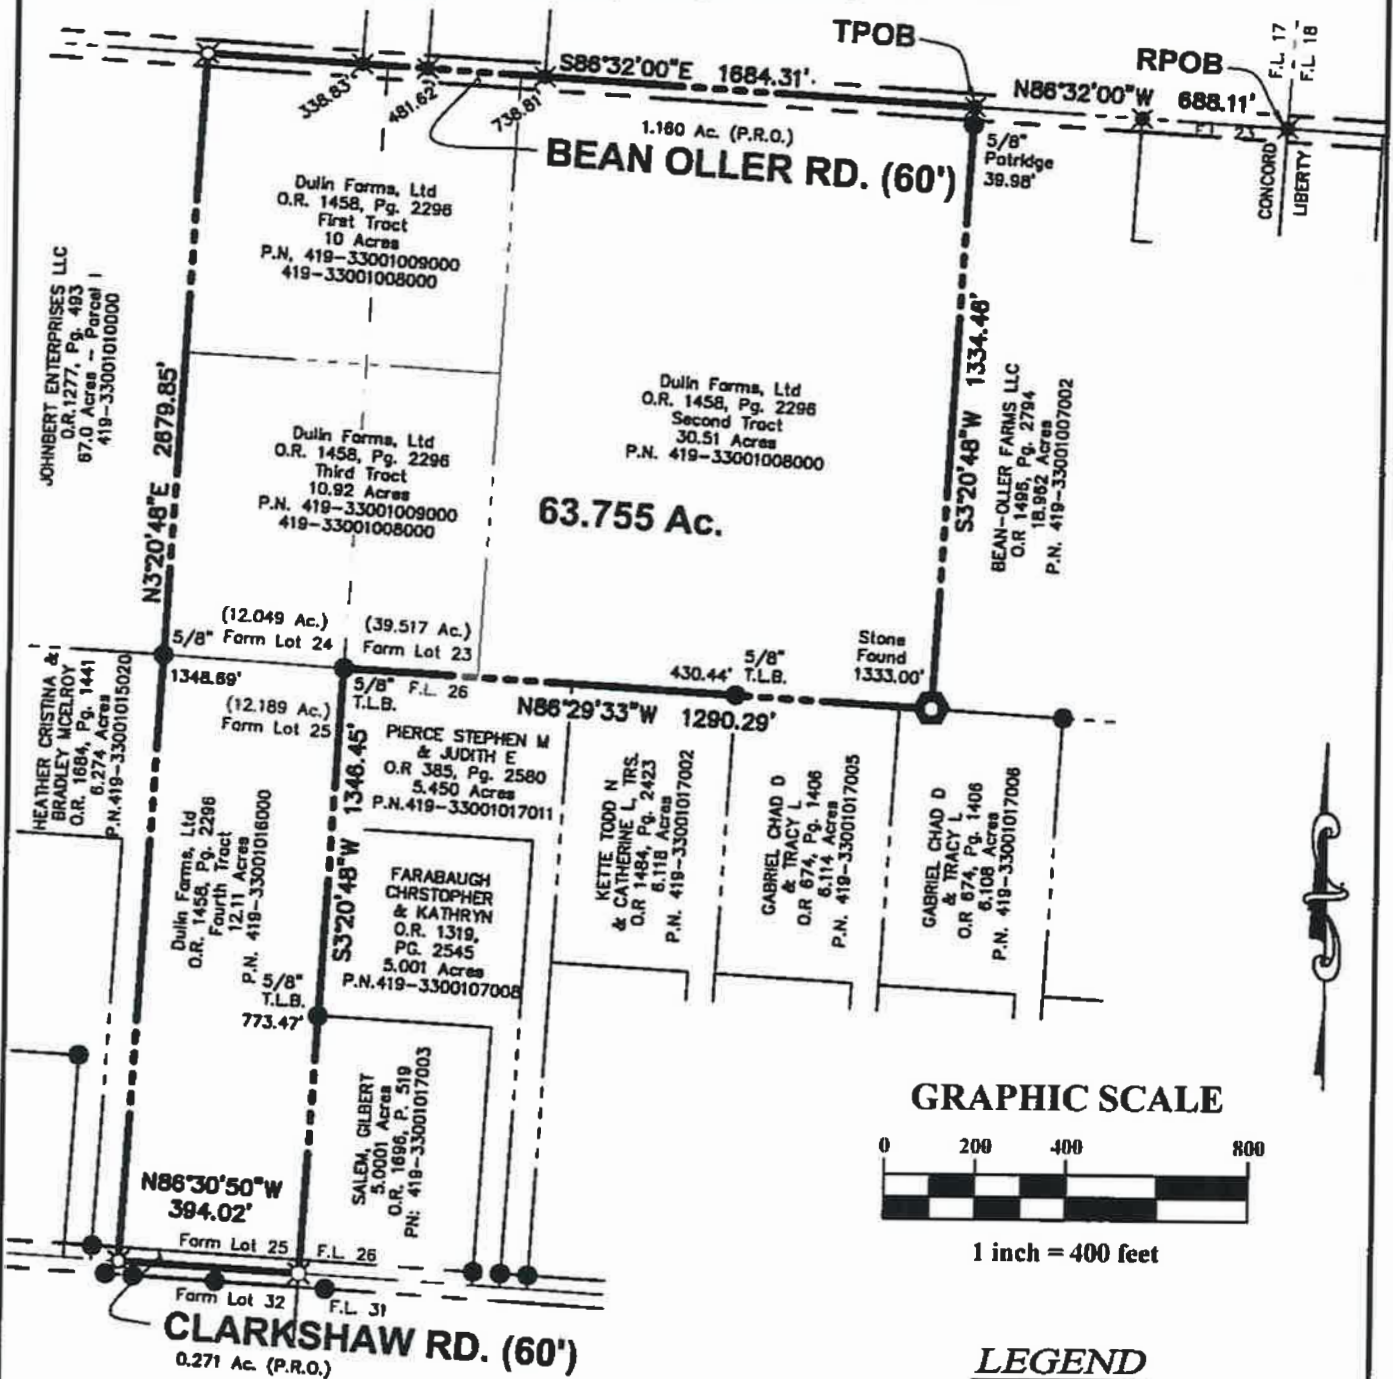 TPOB
RPOB
F.L. 17
F.L. 18
S86°32'00"E 1684.31'
N86°32'00"W 688.11'
338.83'
481.62'
738.81'
1.160 Ac. (P.R.O.)
BEAN OLLER RD. (60')
5/8"
Patridge
39.98'
F.L. 23
CONCORD
LIBERTY
Dulin Farms, Ltd
O.R. 1458, Pg. 2296
First Tract
10 Acres
P.N. 419-33001009000
419-33001008000
JOHNBERT ENTERPRISES LLC
O.R.1277, Pg. 493
67.0 Acres -- Parcel I
419-33001010000
N3°20'48"E 2679.85'
Dulin Farms, Ltd
O.R. 1458, Pg. 2296
Third Tract
10.92 Acres
P.N. 419-33001009000
419-33001008000
Dulin Farms, Ltd
O.R. 1458, Pg. 2296
Second Tract
30.51 Acres
P.N. 419-33001008000
63.755 Ac.
S3°20'48"W 1334.46'
BEAN-OLLER FARMS LLC
O.R 1496, Pg. 2794
18.962 Acres
P.N. 419-33001007002
(12.049 Ac.)
5/8" Farm Lot 24
(39.517 Ac.)
Farm Lot 23
1348.69'
(12.189 Ac.)
Farm Lot 25
5/8" F.L. 26
T.L.B.
430.44'
5/8"
T.L.B.
Stone
Found
1333.00'
N86°29'33"W 1290.29'
HEATHER CRISTINA &
BRADLEY MCELROY
O.R. 1684, Pg. 1441
6.274 Acres
P.N.419-33001015020
Dulin Farms, Ltd
O.R. 1458, Pg. 2296
Fourth Tract
12.11 Acres
P.N. 419-33001016000
S3°20'48"W 1346.45'
5/8"
T.L.B.
773.47'
PIERCE STEPHEN M
& JUDITH E
O.R 385, Pg. 2580
5.450 Acres
P.N.419-33001017011
FARABAUGH
CHRSTOPHER
& KATHRYN
O.R. 1319,
PG. 2545
5.001 Acres
P.N.419-3300107008
KETTE TODD N
& CATHERINE L, TRS.
O.R 1484, Pg. 2423
6.118 Acres
P.N. 419-33001017002
GABRIEL CHAD D
& TRACY L
O.R 674, Pg. 1406
6.114 Acres
P.N. 419-33001017005
GABRIEL CHAD D
& TRACY L
O.R 674, Pg. 1406
6.108 Acres
P.N. 419-33001017006
SALEM, GILBERT
5.0001 Acres
O.R. 1696, P. 519
PN: 419-33001017003
N86°30'50"W
394.02'
Farm Lot 25
F.L. 26
Farm Lot 32
F.L. 31
CLARKSHAW RD. (60')
0.271 Ac. (P.R.O.)
GRAPHIC SCALE
0 200 400 800
1 inch = 400 feet
LEGEND